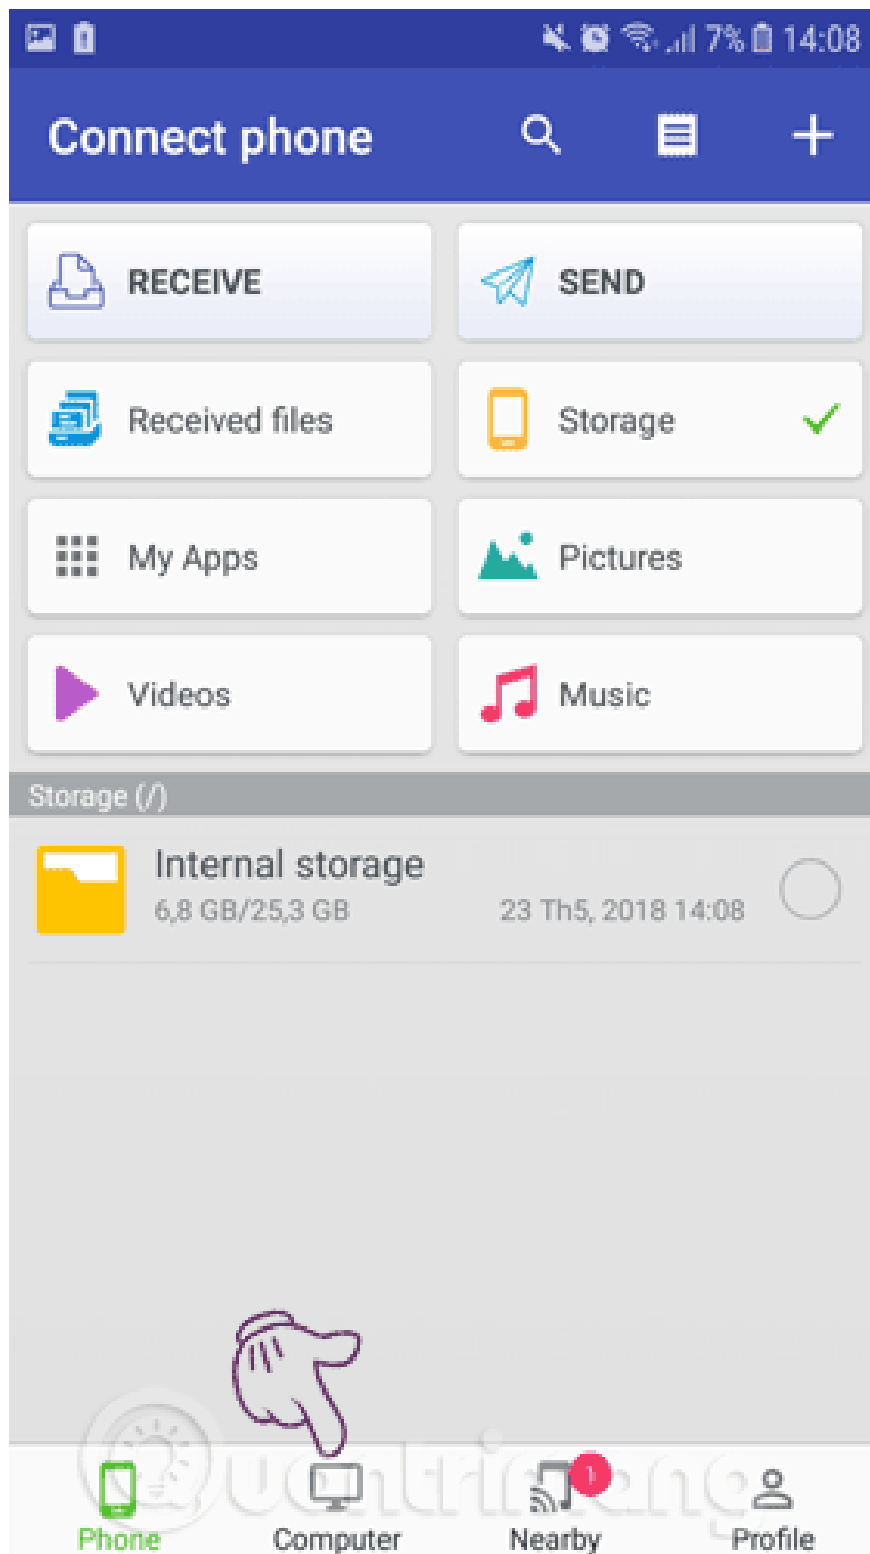 7% 14:08
Connect phone
RECEIVE
SEND
Received files
Storage
My Apps
Pictures
Videos
Music
Storage (/)
Internal storage
6,8 GB/25,3 GB
23 Th5, 2018 14:08
Quantrimang
1
Phone
Computer
Nearby
Profile